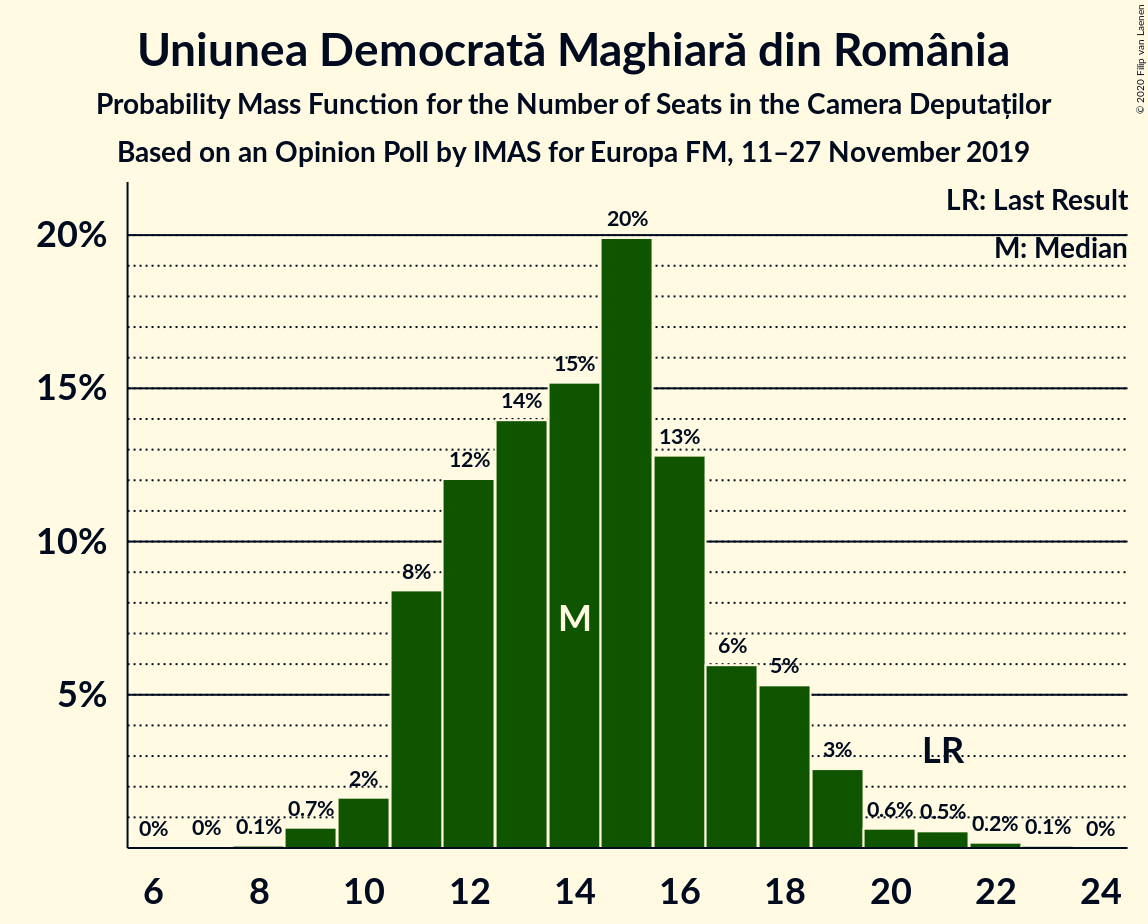 Uniunea Democrată Maghiară din România
Probability Mass Function for the Number of Seats in the Camera Deputaților
Based on an Opinion Poll by IMAS for Europa FM, 11–27 November 2019
© 2020 Filip van Laenen
LR: Last Result
M: Median
20%
15%
10%
5%
0%
0%
0.1%
0.7%
2%
8%
12%
14%
15%
20%
13%
6%
5%
3%
0.6%
0.5%
0.2%
0.1%
0%
M
LR
6 8 10 12 14 16 18 20 22 24